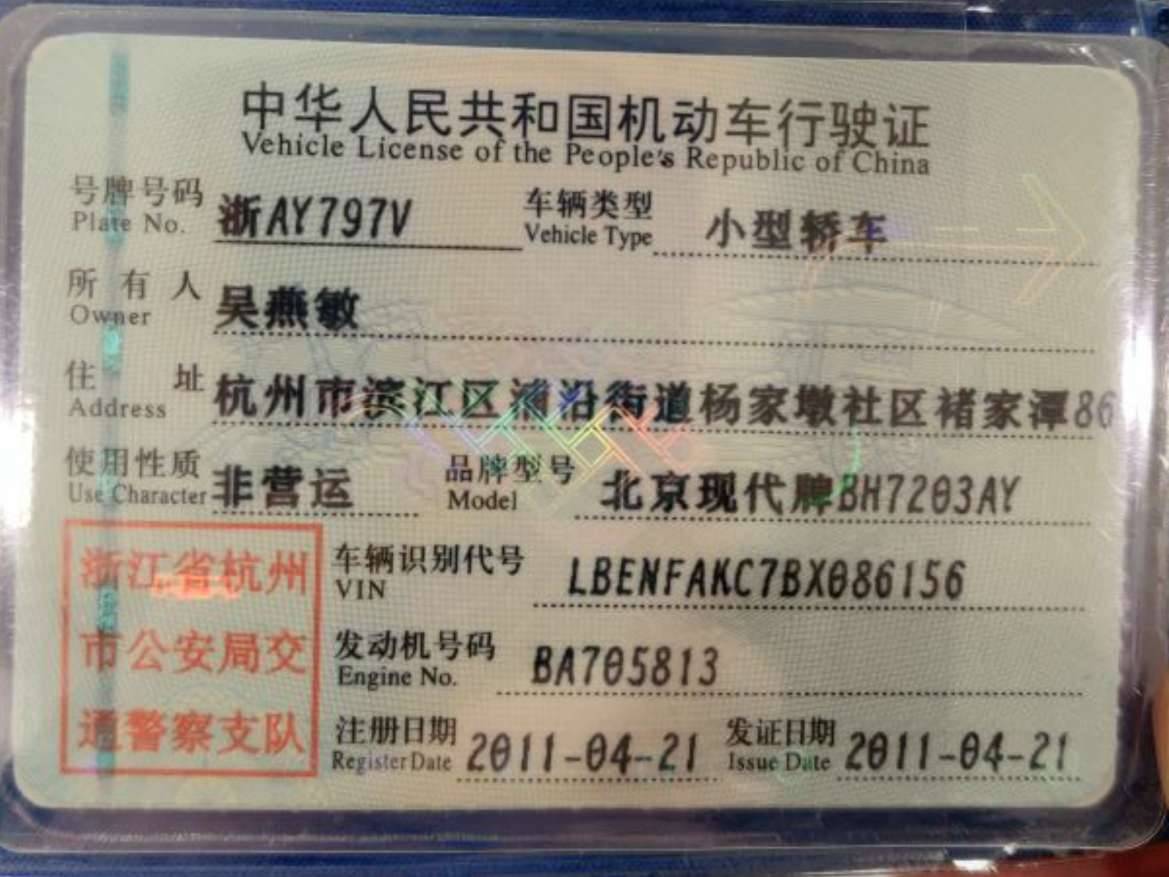 中华人民共和国机动车行驶证
Vehicle License of the People's Republic of China
号牌号码 浙AY797V 车辆类型 小型轿车
Plate No. Vehicle Type
所有人 吴燕敏
Owner
住址 杭州市滨江区浦沿街道杨家墩社区褚家潭86
Address
使用性质 非营运 品牌型号 北京现代牌BH7203AY
Use Character Model
浙江省杭州
市公安局交
通警察支队
车辆识别代号 LBENFAKC7BX086156
VIN
发动机号码 BA705813
Engine No.
注册日期 2011-04-21 发证日期 2011-04-21
Register Date Issue Date